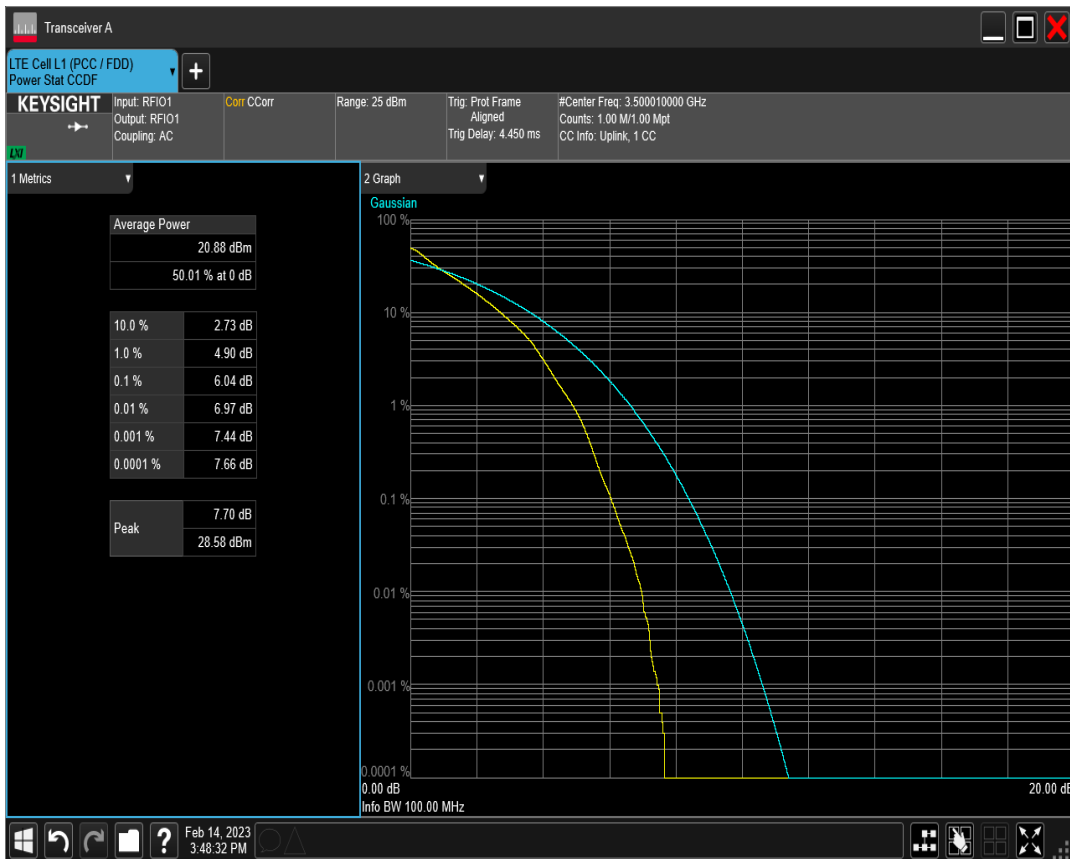 Transceiver A
LTE Cell L1 (PCC / FDD)
Power Stat CCDF
+
KEYSIGHT
LXI
Input: RFIO1
Output: RFIO1
Coupling: AC
Corr CCorr
Range: 25 dBm
Trig: Prot Frame
Aligned
Trig Delay: 4.450 ms
#Center Freq: 3.500010000 GHz
Counts: 1.00 M/1.00 Mpt
CC Info: Uplink, 1 CC
1 Metrics
Average Power
20.88 dBm
50.01 % at 0 dB
10.0 % 2.73 dB
1.0 % 4.90 dB
0.1 % 6.04 dB
0.01 % 6.97 dB
0.001 % 7.44 dB
0.0001 % 7.66 dB
Peak
7.70 dB
28.58 dBm
2 Graph
Gaussian
100 %
10 %
1 %
0.1 %
0.01 %
0.001 %
0.0001 %
0.00 dB 20.00 dB
Info BW 100.00 MHz
?
Feb 14, 2023
3:48:32 PM